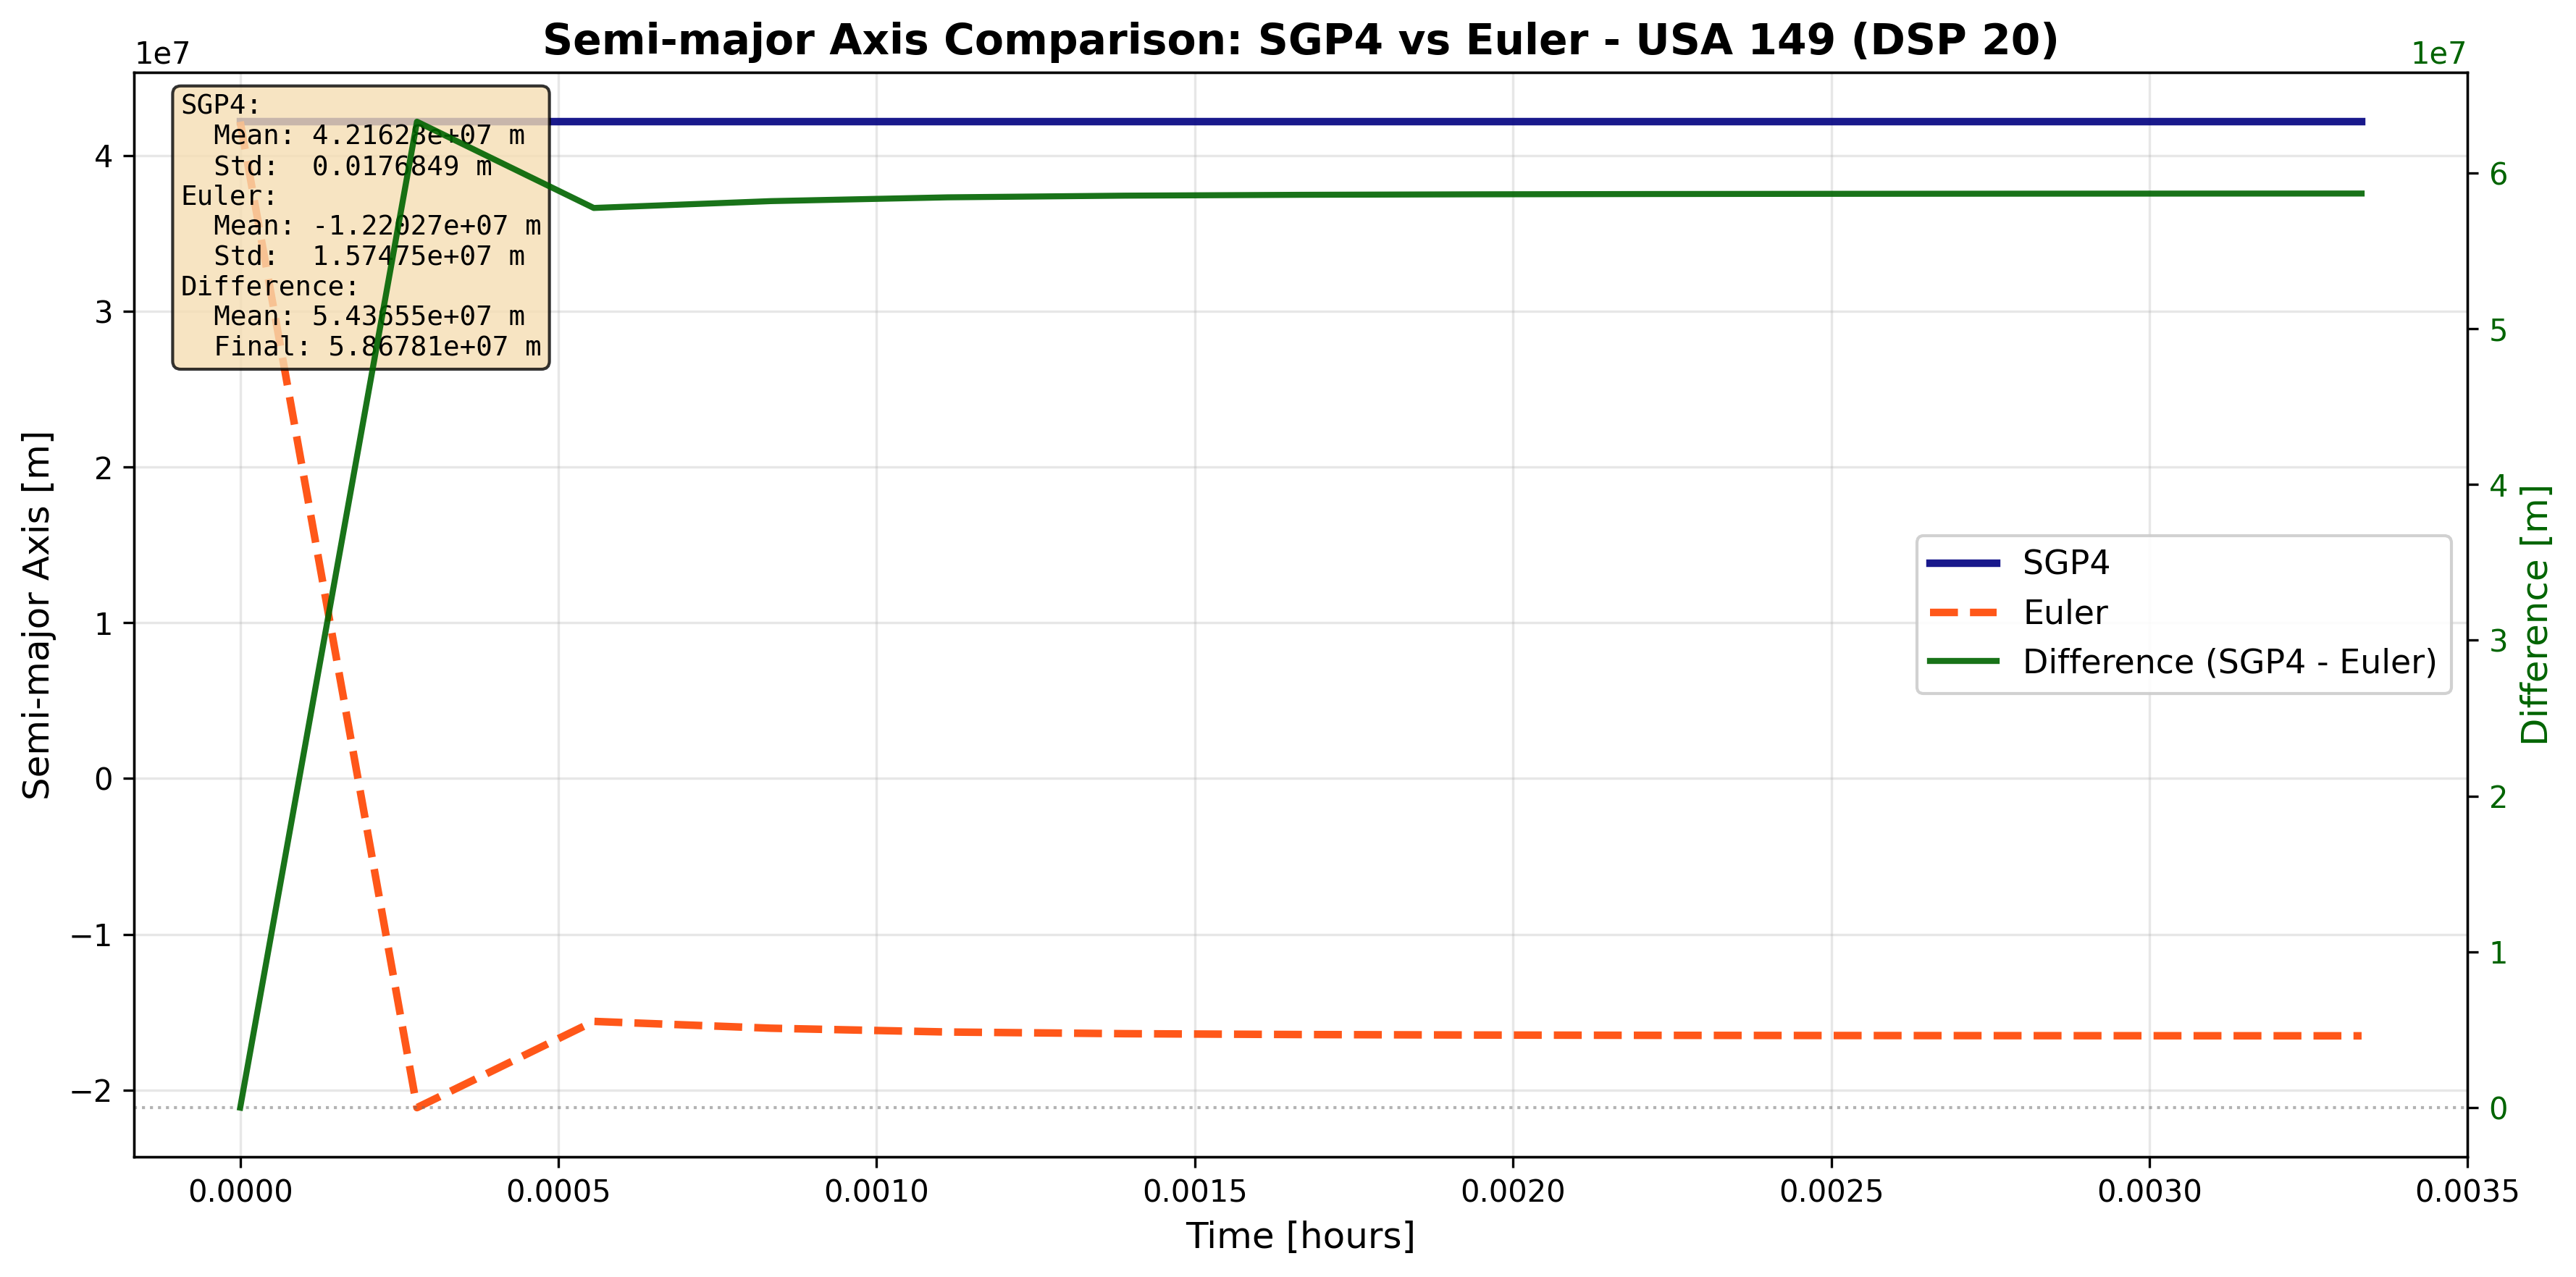 Semi-major Axis Comparison: SGP4 vs Euler - USA 149 (DSP 20)
1e7
1e7
SGP4:
Mean: 4.21623e+07 m
Std: 0.0176849 m
Euler:
Mean: -1.22027e+07 m
Std: 1.57475e+07 m
Difference:
Mean: 5.43655e+07 m
Final: 5.86781e+07 m
4
3
2
1
0
−1
−2
Semi-major Axis [m]
6
5
4
3
2
1
0
Difference [m]
SGP4
Euler
Difference (SGP4 - Euler)
0.0000 0.0005 0.0010 0.0015 0.0020 0.0025 0.0030 0.0035
Time [hours]